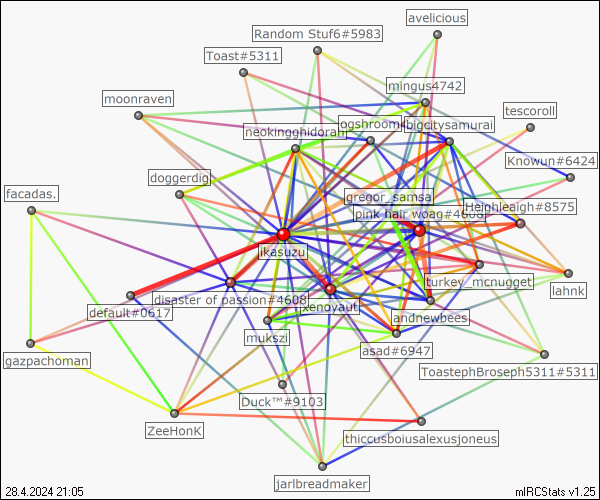 avelicious
Random Stuf6#5983
Toast#5311
mingus4742
moonraven
tescoroll
ogshroom
bigcitysamurai
neokingghidorah
Knowun#6424
doggerdig
facadas.
gregor_samsa
Heighleaigh#8575
pink hair woag#4608
ikasuzu
turkey_mcnugget
lahnk
disaster of passion#4608
xenoyaut
default#0617
andnewbees
mukszi
asad#6947
gazpachoman
ToastephBroseph5311#5311
Duck™#9103
ZeeHonK
thiccusboiusalexusjoneus
jarlbreadmaker
28.4.2024 21:05
mIRCStats v1.25